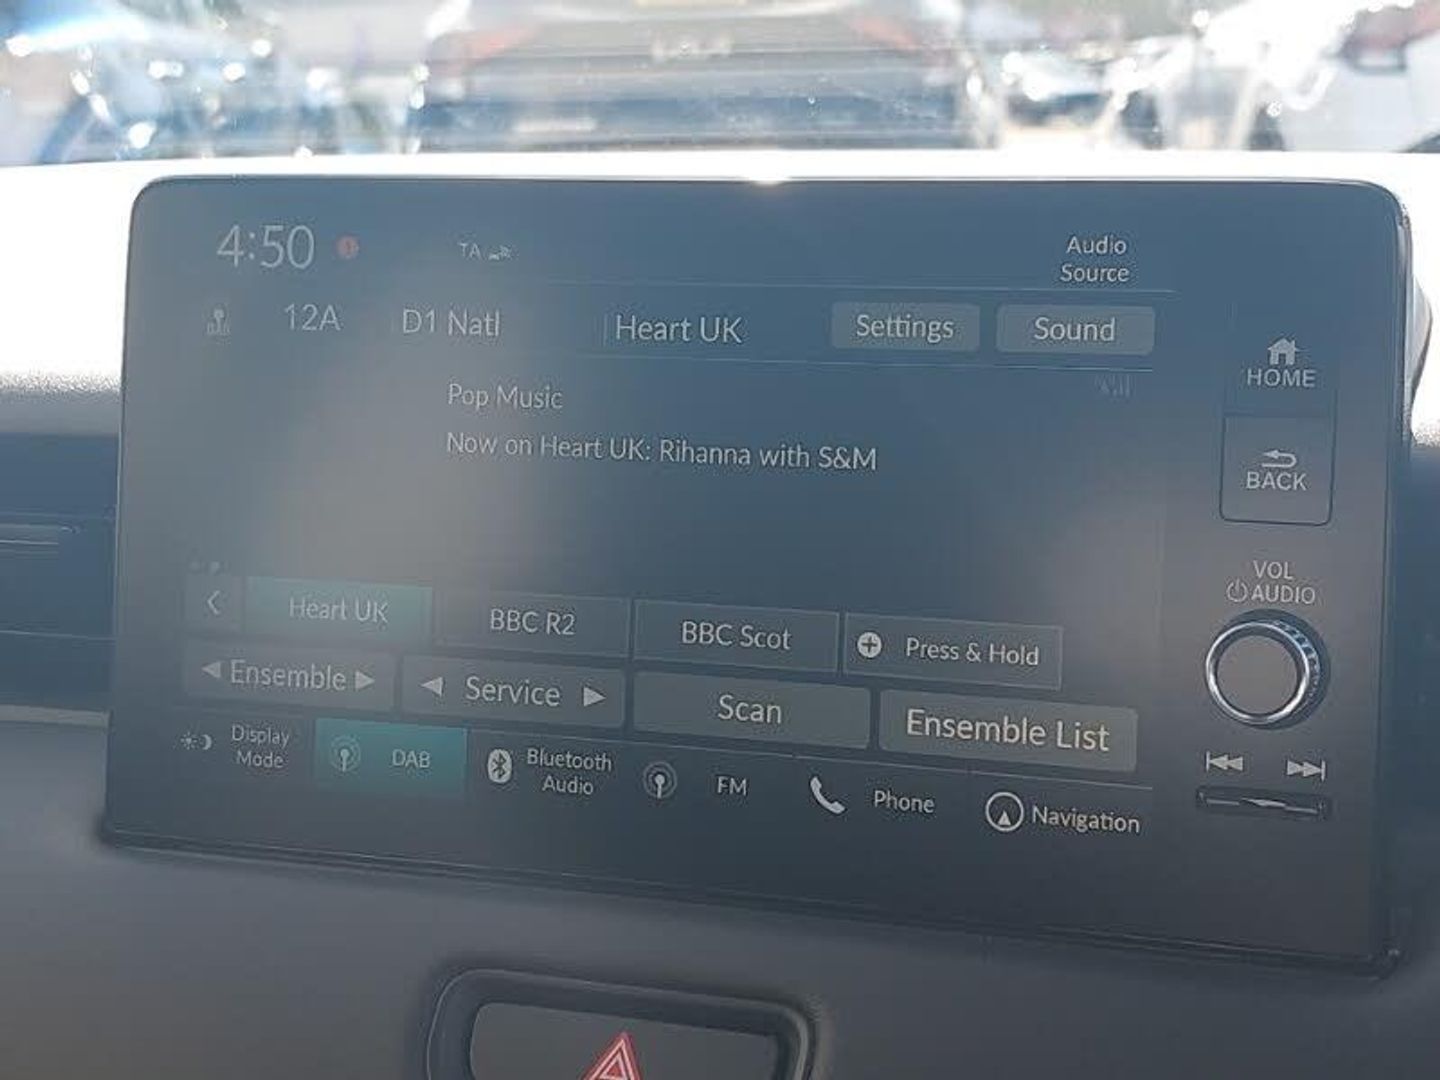 4:50
TA
Audio
Source
12A
D1 Natl
Heart UK
Settings
Sound
Pop Music
Now on Heart UK: Rihanna with S&M
HOME
BACK
VOL
AUDIO
Heart UK
BBC R2
BBC Scot
Press & Hold
Ensemble
Service
Scan
Ensemble List
Display
Mode
DAB
Bluetooth
Audio
FM
Phone
Navigation